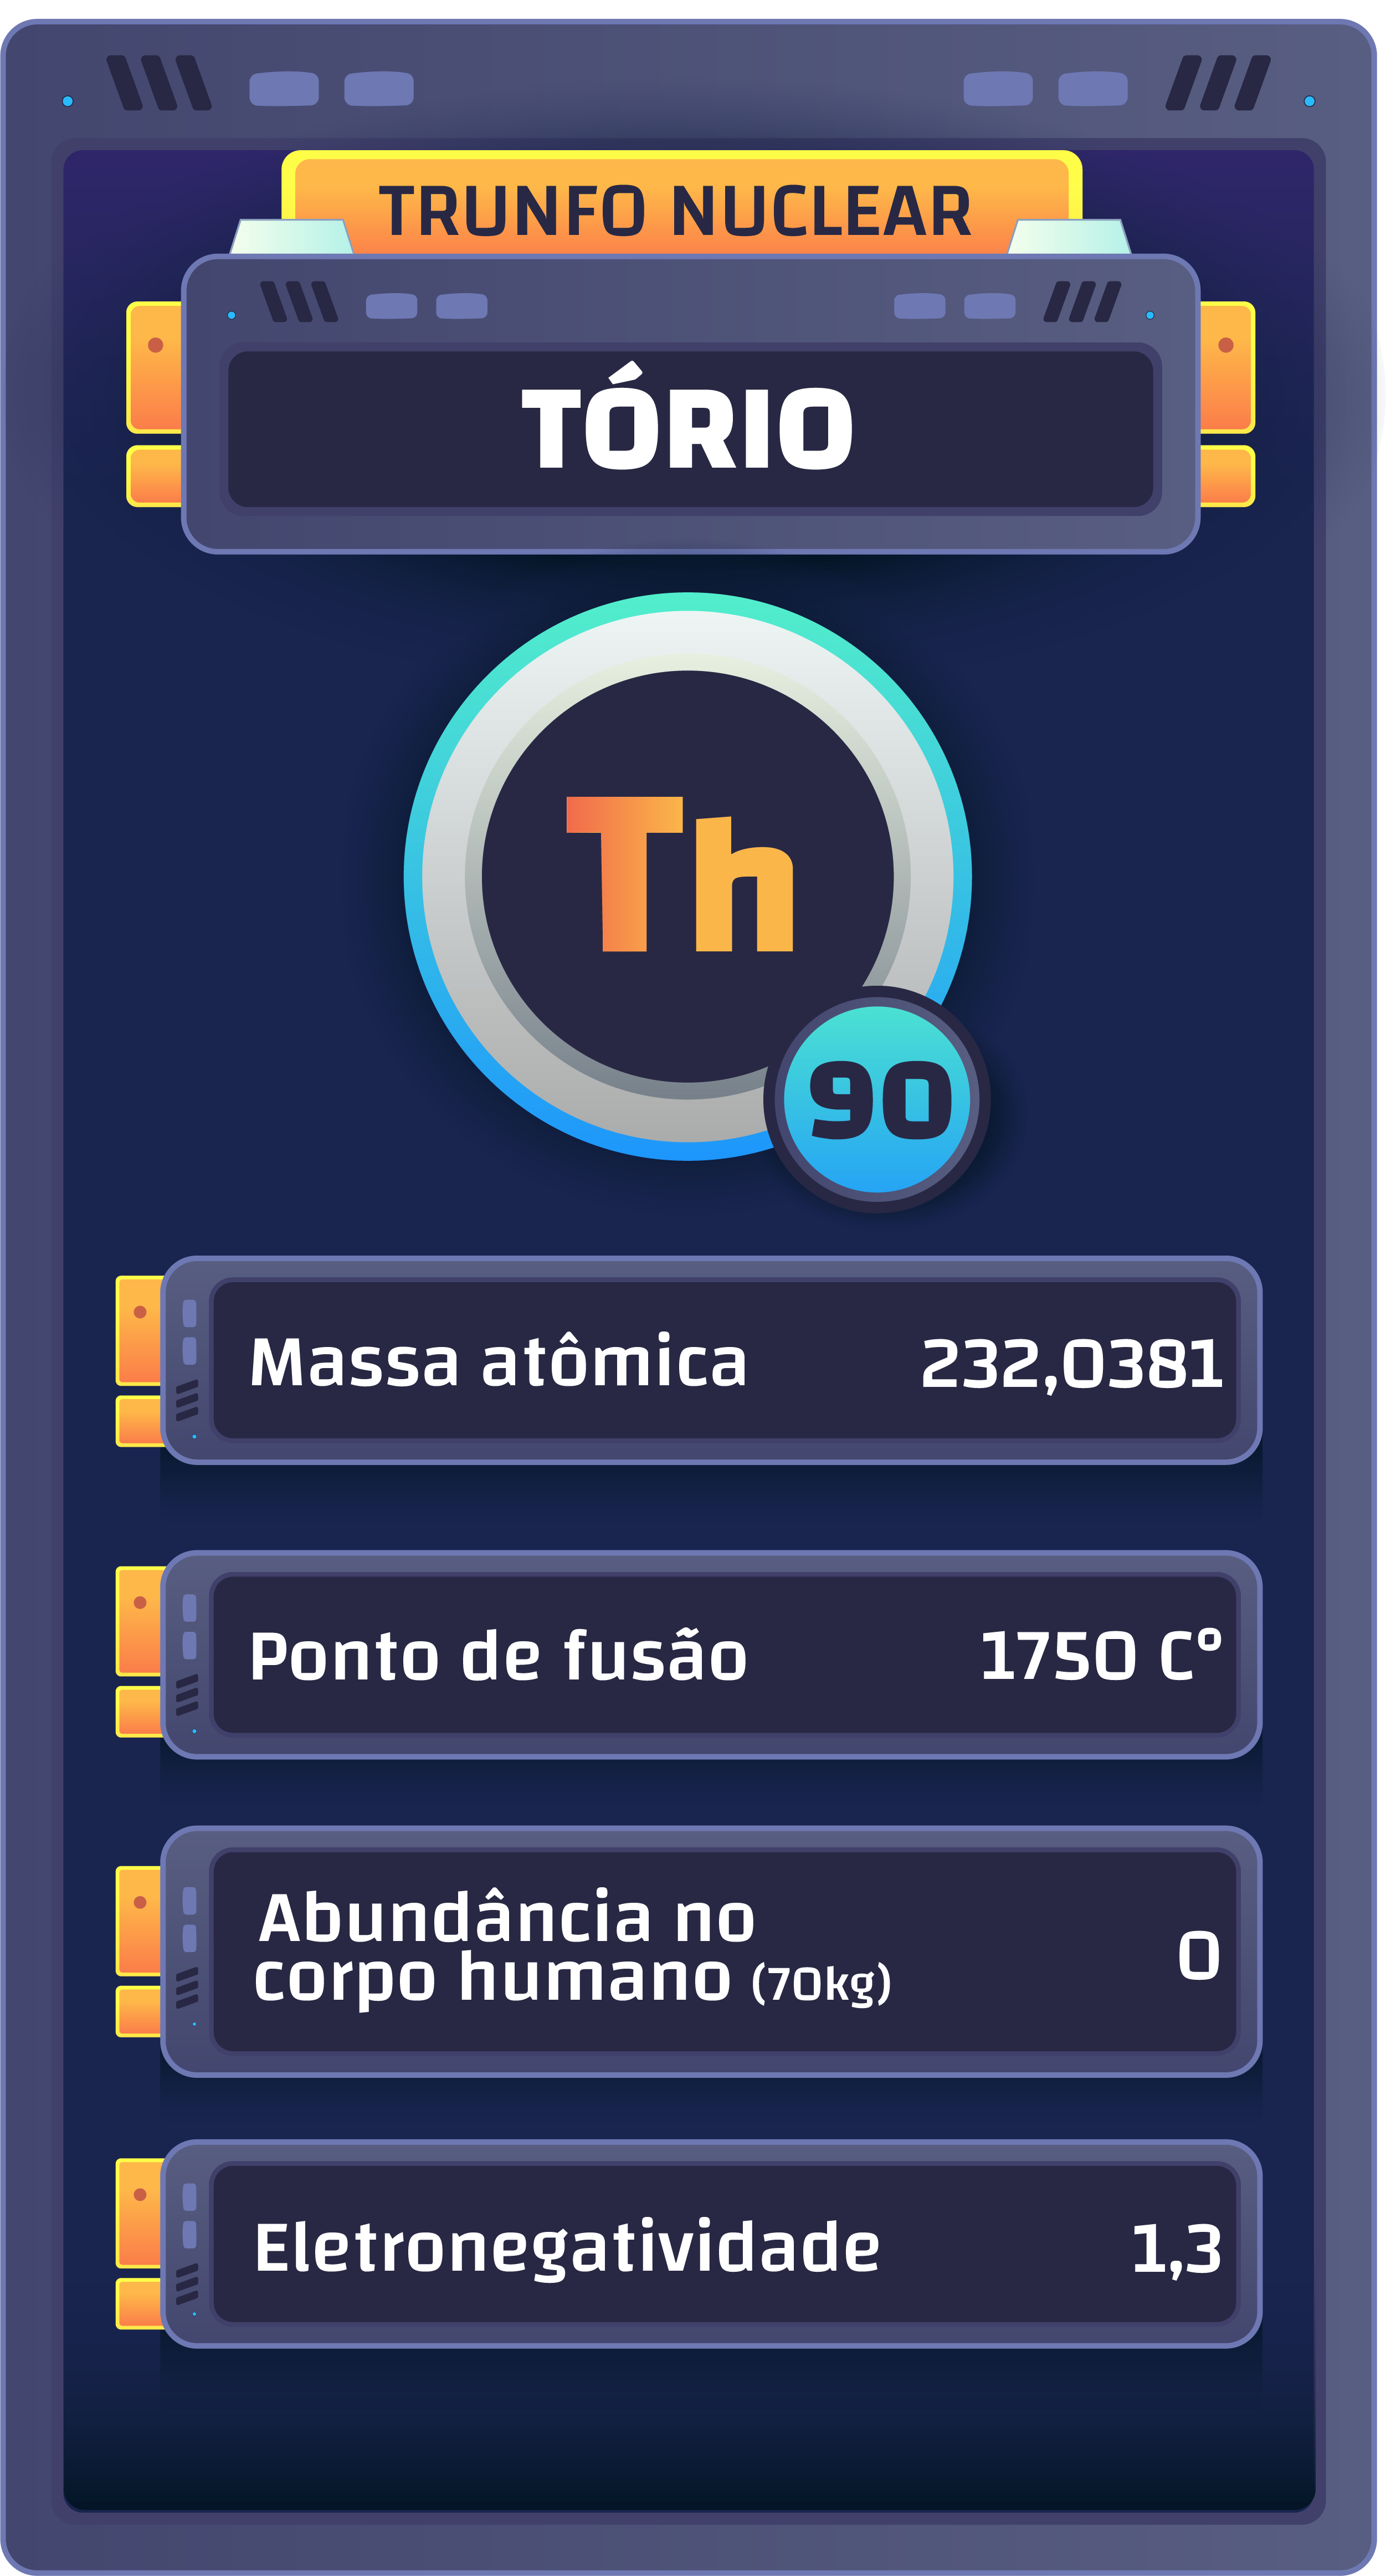 TRUNFO NUCLEAR
TÓRIO
Th
90
Massa atômica 232,0381
Ponto de fusão 1750 Cº
Abundância no
corpo humano (70kg) 0
Eletronegatividade 1,3